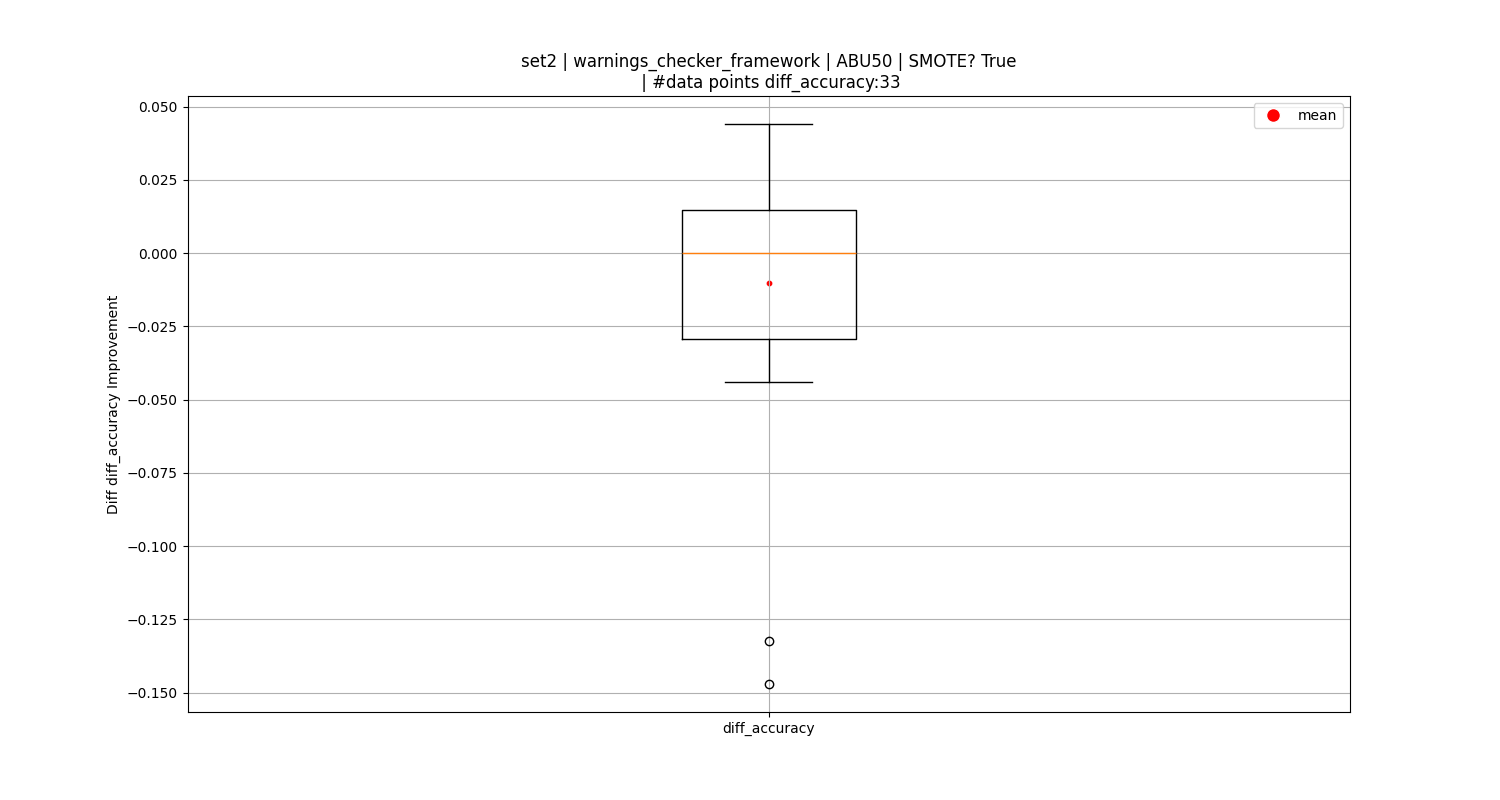 set2 | warnings_checker_framework | ABU50 | SMOTE? True
| #data points diff_accuracy:33
mean
0.050
0.025
0.000
−0.025
−0.050
−0.075
−0.100
−0.125
−0.150
Diff diff_accuracy Improvement
diff_accuracy